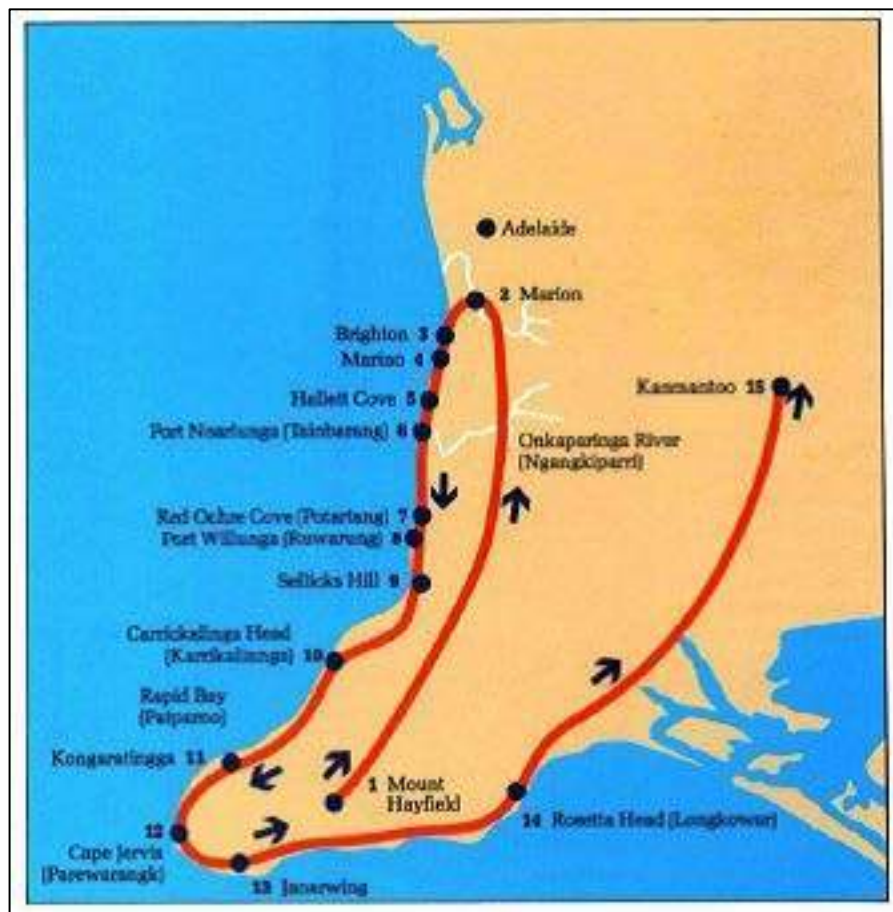 Adelaide
2 Marion
Brighton 3
Marino 4
Hallett Cove 5
Port Noarlunga (Tainbarang) 6
Kanmantoo 15
Onkaparinga River
(Ngangkiparri)
Red Ochre Cove (Potartang) 7
Port Willunga (Ruwarung) 8
Sellicks Hill 9
Carrickalinga Head
(Karrikalinga) 10
Rapid Bay
(Patparno)
Kongaratingga 11
1 Mount
Hayfield
12
Cape Jervis
(Parewarangk)
13 Janarwing
14 Rosetta Head (Longkowar)